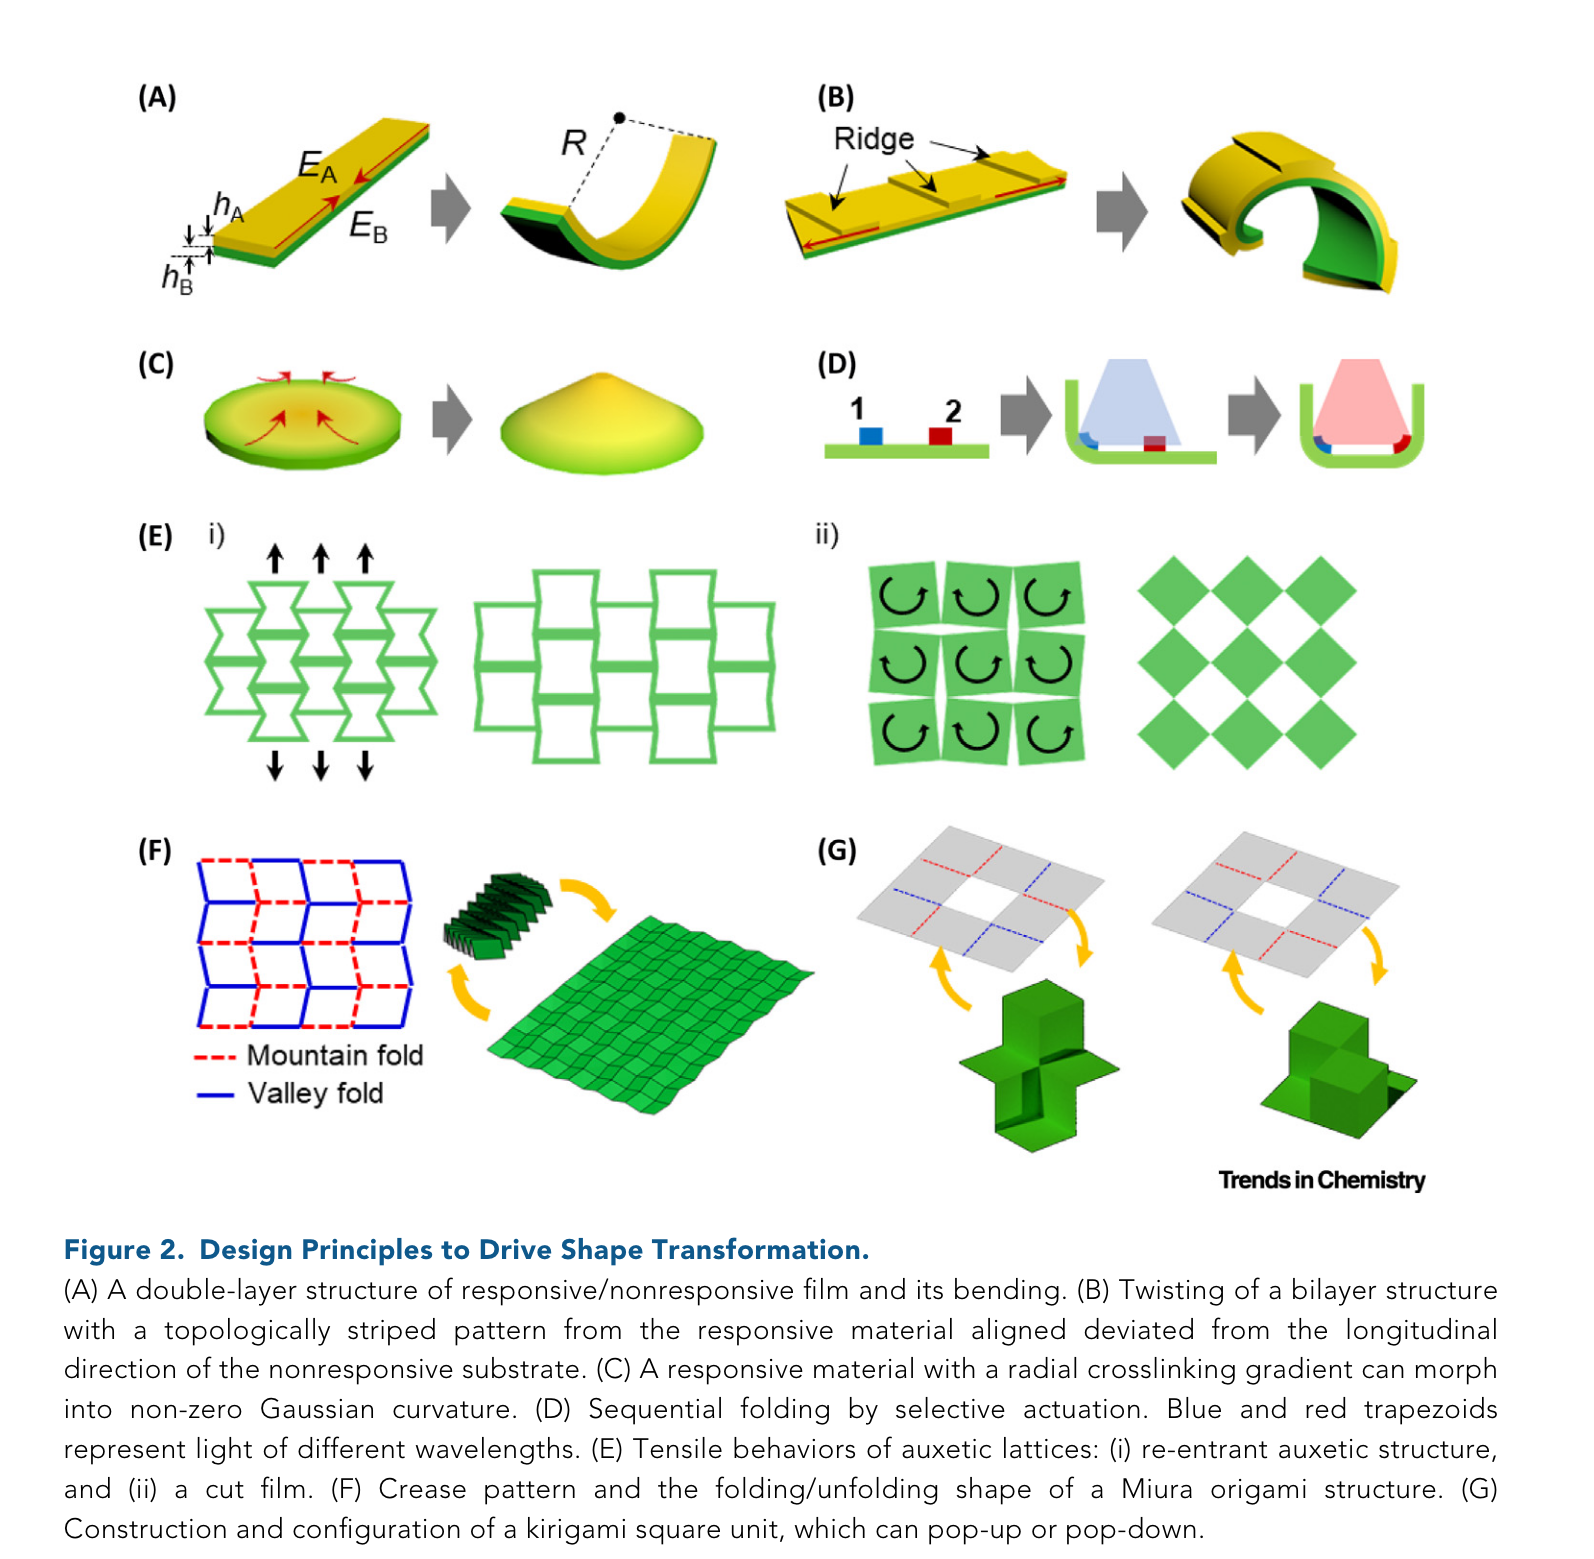 (A)
E_A
h_A
E_B
h_B
R
(B)
Ridge
(C)
(D)
1
2
(E)
i)
ii)
(F)
Mountain fold
Valley fold
(G)
Trends in Chemistry
Figure 2. Design Principles to Drive Shape Transformation.
(A) A double-layer structure of responsive/nonresponsive film and its bending. (B) Twisting of a bilayer structure
with a topologically striped pattern from the responsive material aligned deviated from the longitudinal
direction of the nonresponsive substrate. (C) A responsive material with a radial crosslinking gradient can morph
into non-zero Gaussian curvature. (D) Sequential folding by selective actuation. Blue and red trapezoids
represent light of different wavelengths. (E) Tensile behaviors of auxetic lattices: (i) re-entrant auxetic structure,
and (ii) a cut film. (F) Crease pattern and the folding/unfolding shape of a Miura origami structure. (G)
Construction and configuration of a kirigami square unit, which can pop-up or pop-down.